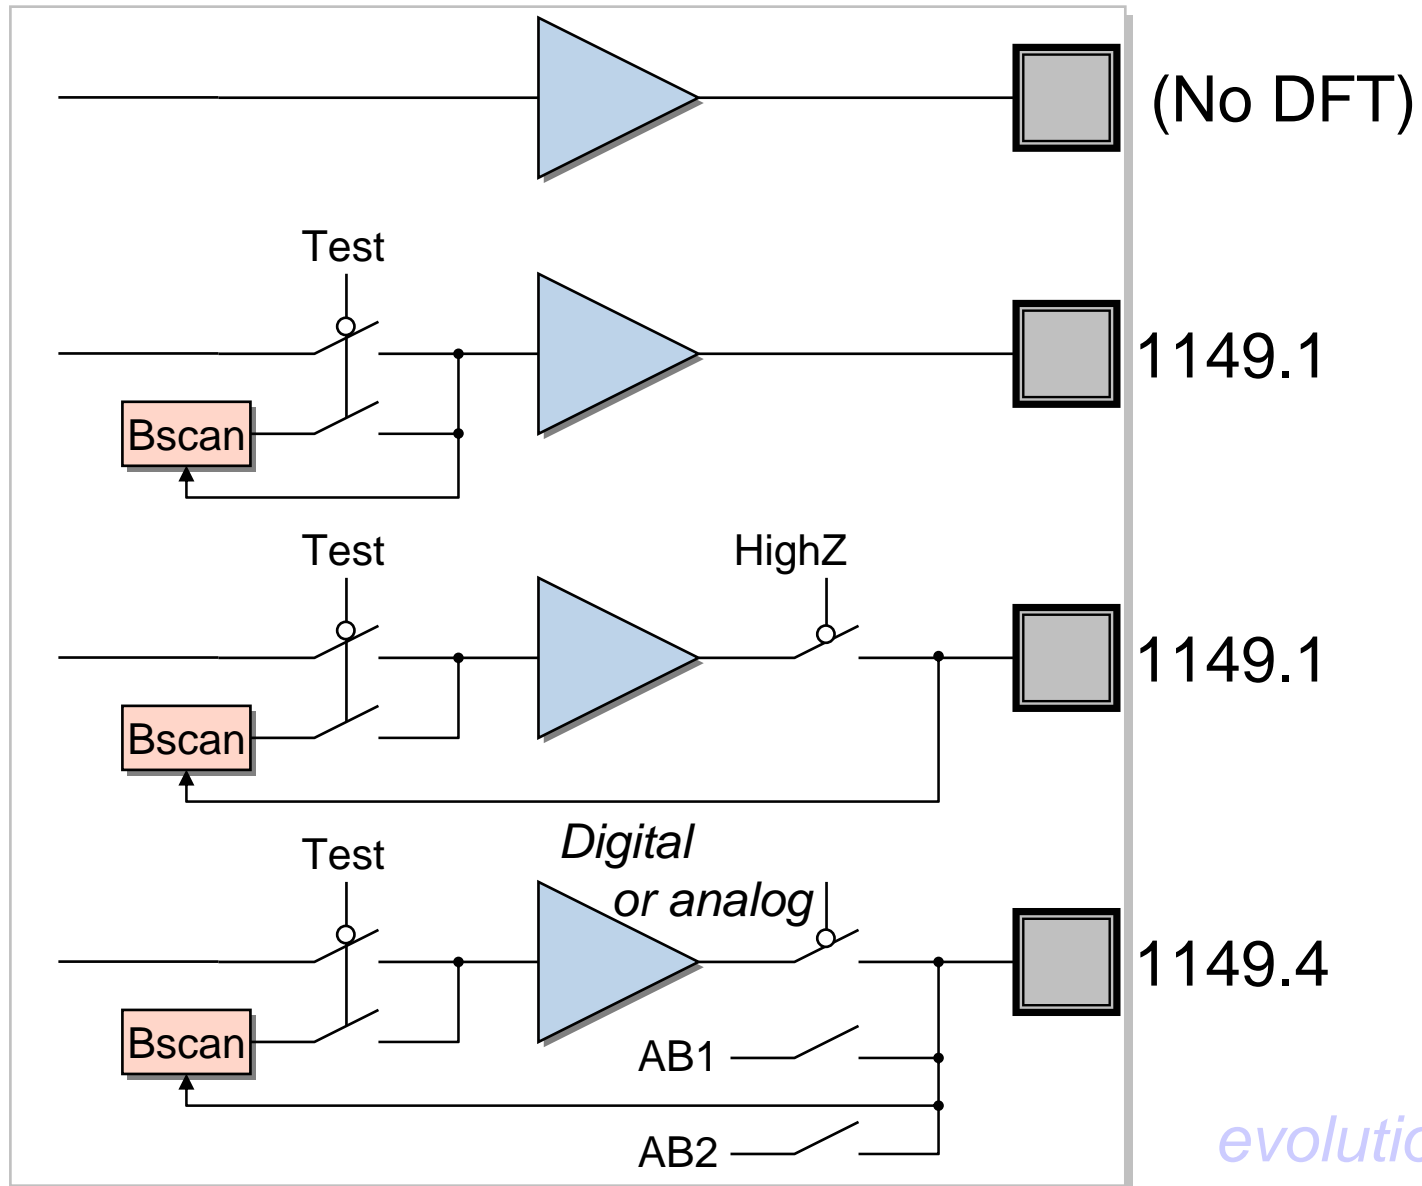 (No DFT)
Test
1149.1
Bscan
Test
HighZ
1149.1
Bscan
Test
Digital
or analog
1149.4
Bscan
AB1
AB2